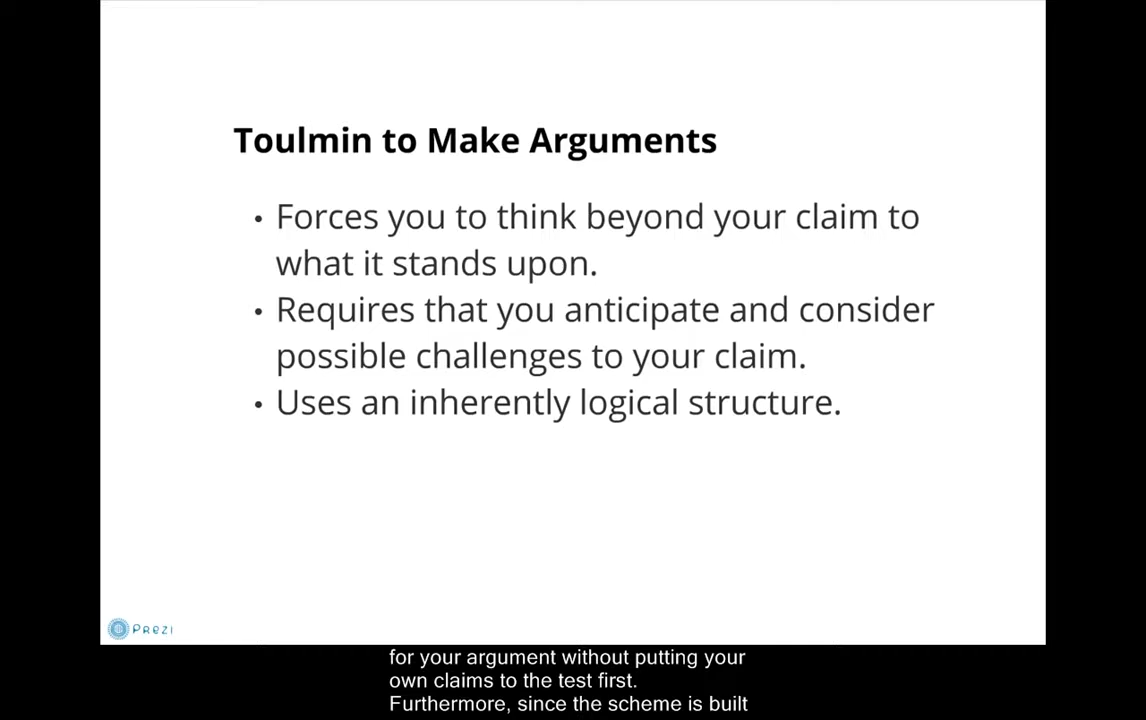 Toulmin to Make Arguments
• Forces you to think beyond your claim to
what it stands upon.
• Requires that you anticipate and consider
possible challenges to your claim.
• Uses an inherently logical structure.
Prezi
for your argument without putting your
own claims to the test first.
Furthermore, since the scheme is built